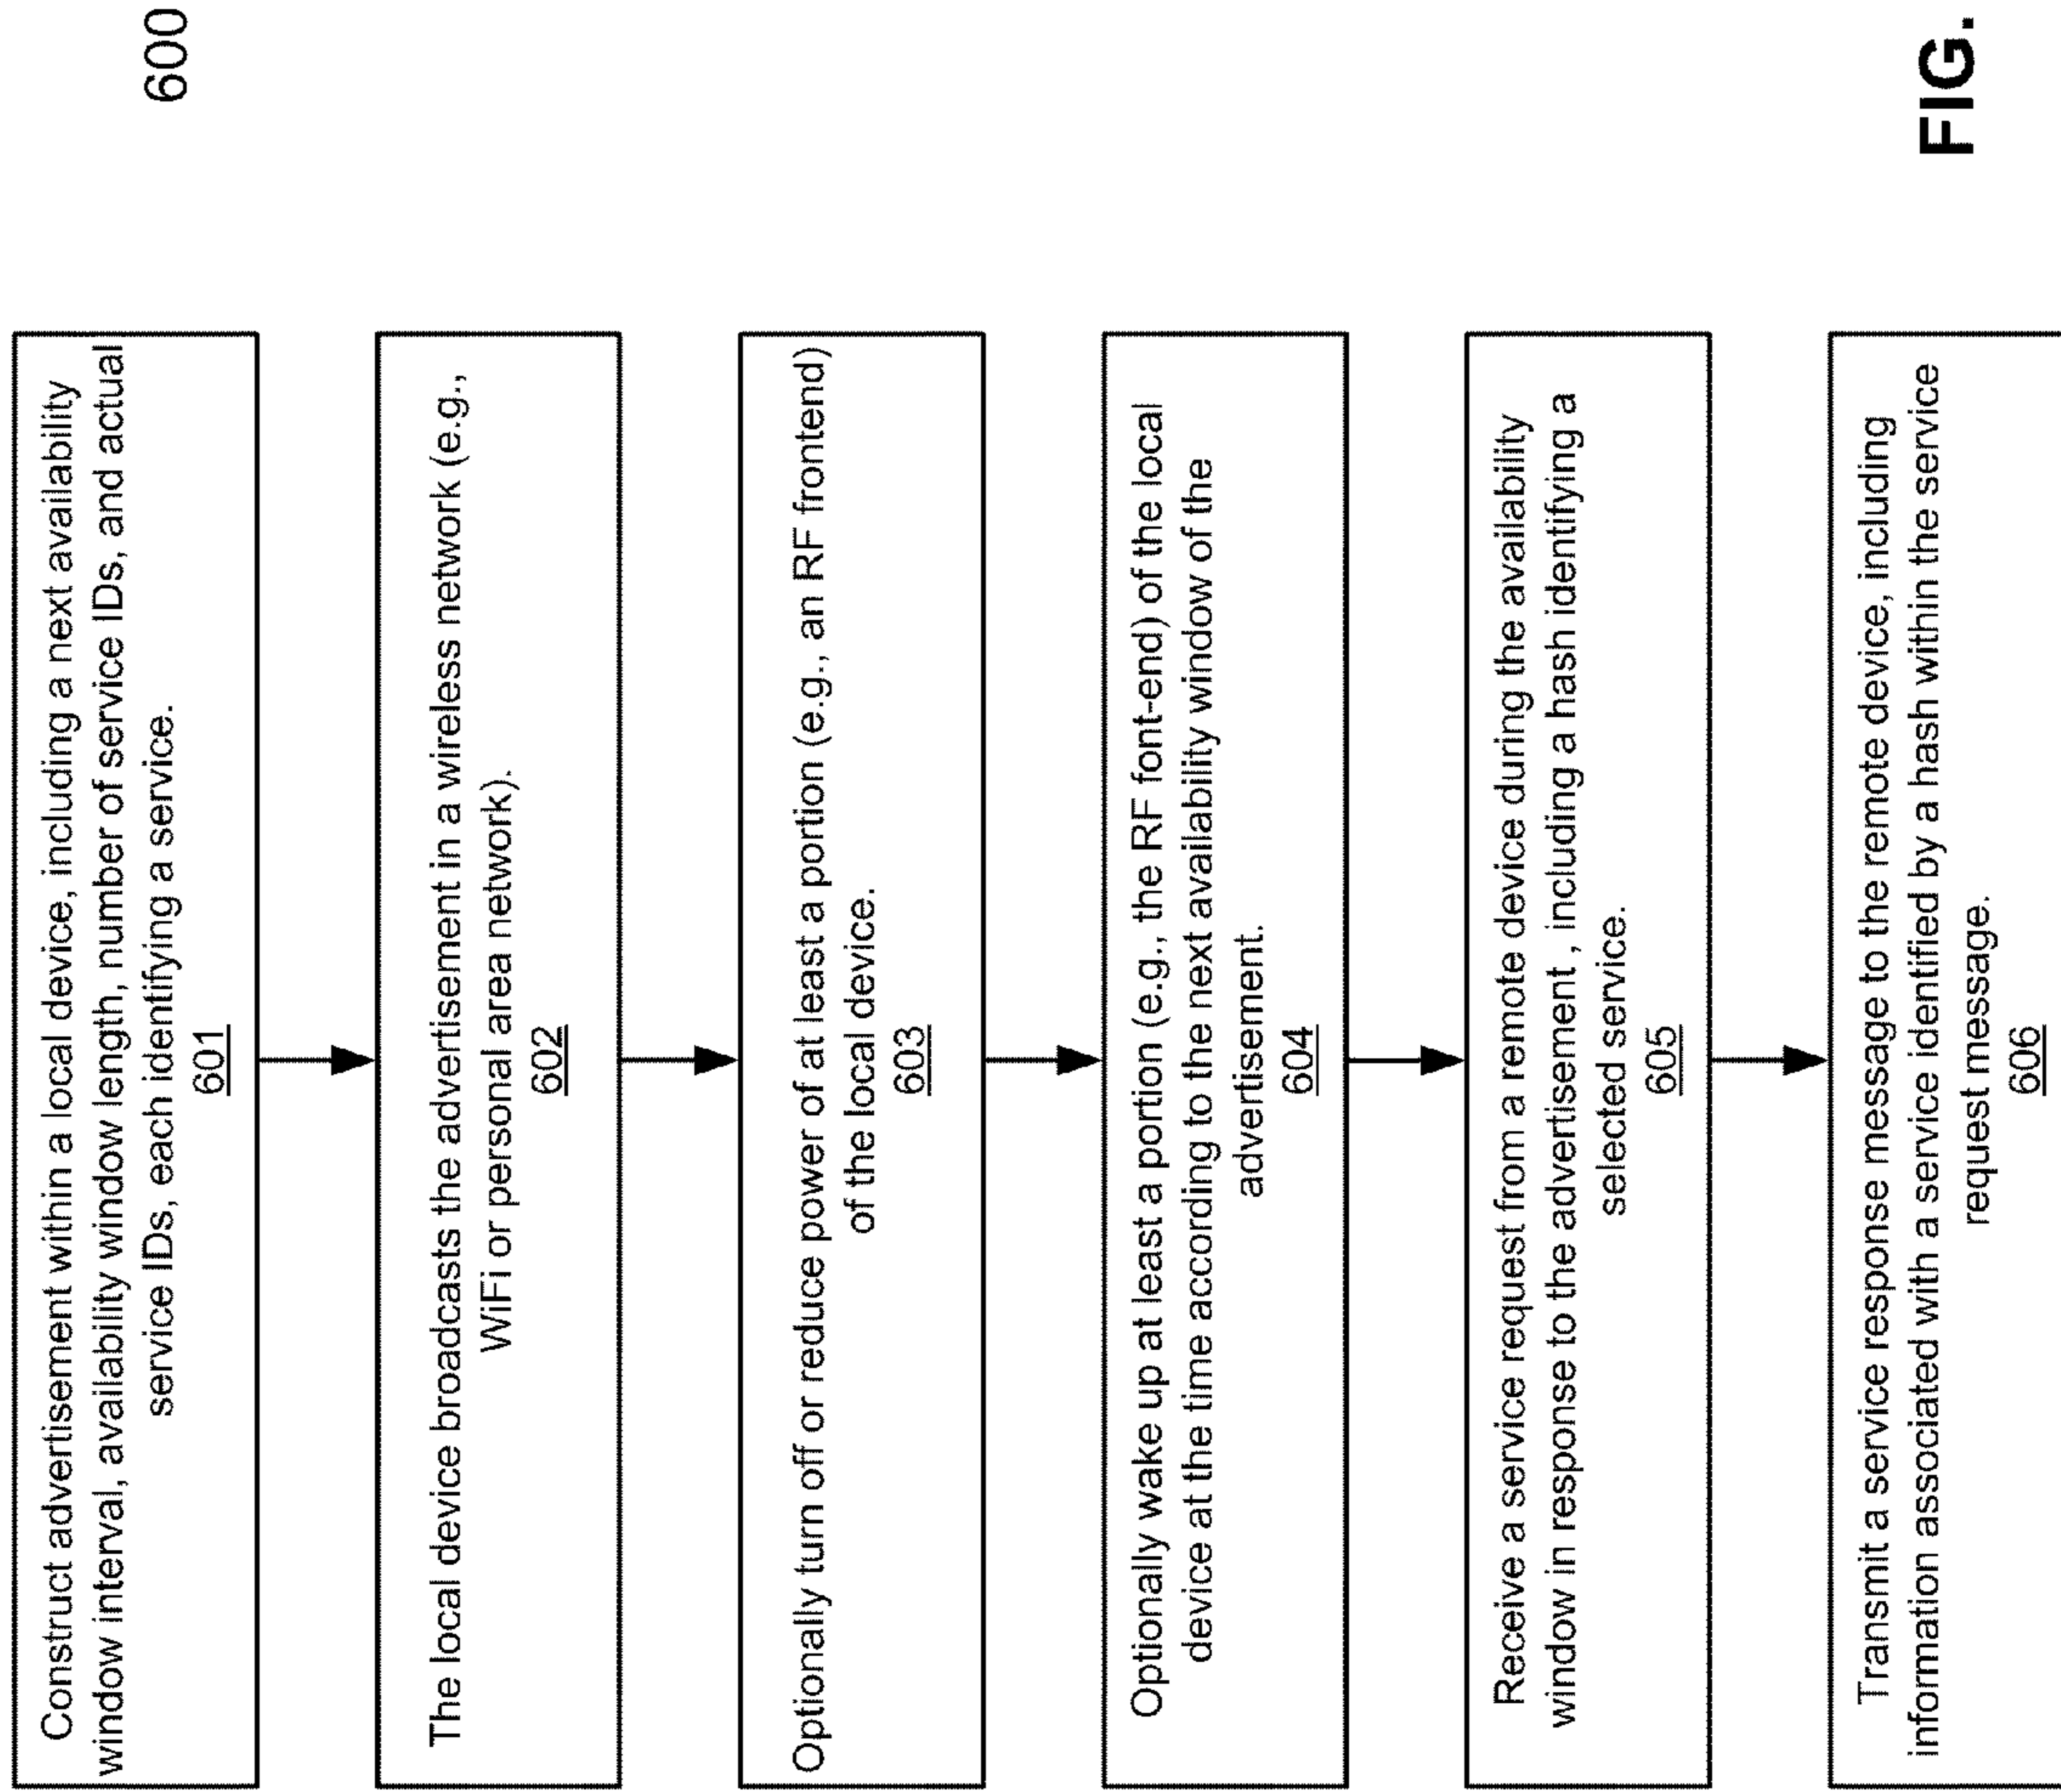 600
Construct advertisement within a local device, including a next availability
window interval, availability window length, number of service IDs, and actual
service IDs, each identifying a service.
601
The local device broadcasts the advertisement in a wireless network (e.g.,
WiFi or personal area network).
602
Optionally turn off or reduce power of at least a portion (e.g., an RF frontend)
of the local device.
603
Optionally wake up at least a portion (e.g., the RF font-end) of the local
device at the time according to the next availability window of the
advertisement.
604
Receive a service request from a remote device during the availability
window in response to the advertisement , including a hash identifying a
selected service.
605
Transmit a service response message to the remote device, including
information associated with a service identified by a hash within the service
request message.
606
FIG.